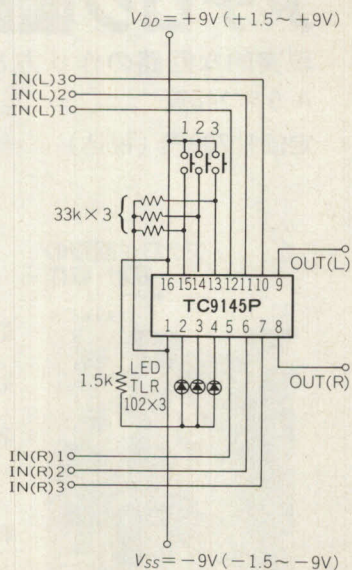 VDD = +9V (+1.5～+9V)
IN(L)3
IN(L)2
IN(L)1
1 2 3
33k×3
OUT(L)
16 15 14 13 12 11 10 9
TC9145P
1 2 3 4 5 6 7 8
1.5k
LED
TLR
102×3
OUT(R)
IN(R)1
IN(R)2
IN(R)3
VSS = −9V (−1.5～−9V)